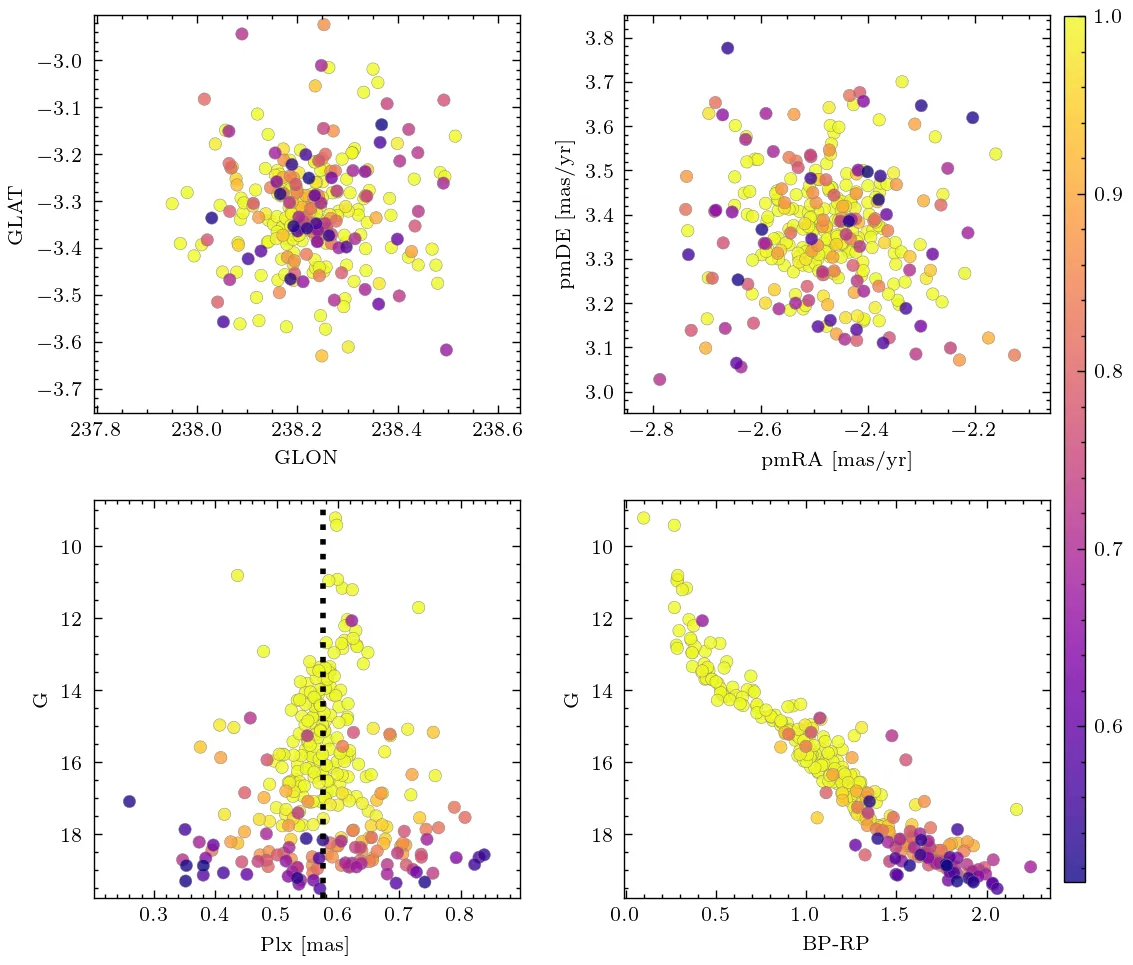 −3.0
−3.1
−3.2
−3.3
−3.4
−3.5
−3.6
−3.7
GLAT
237.8 238.0 238.2 238.4 238.6
GLON
3.8
3.7
3.6
3.5
3.4
3.3
3.2
3.1
3.0
pmDE [mas/yr]
−2.8 −2.6 −2.4 −2.2
pmRA [mas/yr]
1.0
0.9
0.8
0.7
0.6
10
12
14
16
18
G
0.3 0.4 0.5 0.6 0.7 0.8
Plx [mas]
10
12
14
16
18
G
0.0 0.5 1.0 1.5 2.0
BP-RP